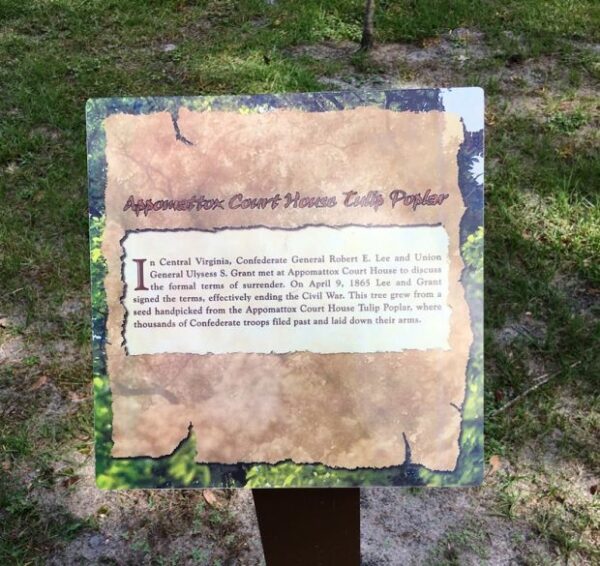 Appomattox Court House Tulip Poplar
In Central Virginia, Confederate General Robert E. Lee and Union
General Ulysess S. Grant met at Appomattox Court House to discuss
the formal terms of surrender. On April 9, 1865 Lee and Grant
signed the terms, effectively ending the Civil War. This tree grew from a
seed handpicked from the Appomattox Court House Tulip Poplar, where
thousands of Confederate troops filed past and laid down their arms.